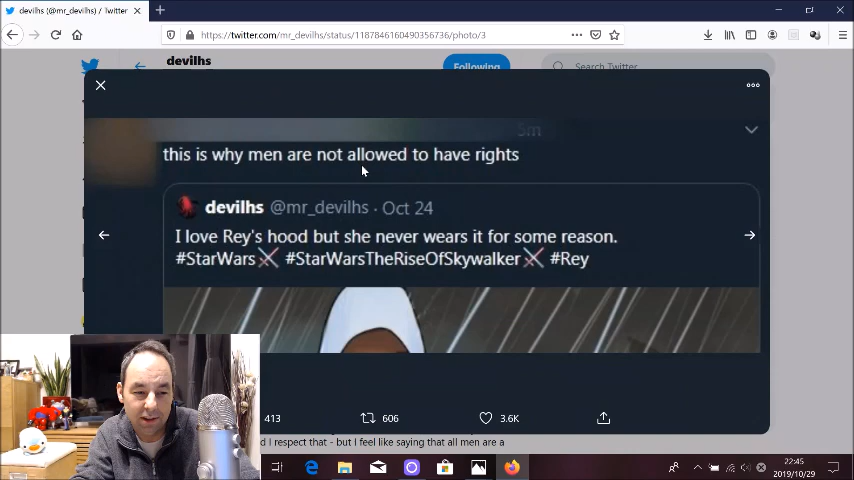 devilhs (@mr_devilhs) / Twitter
https://twitter.com/mr_devilhs/status/1187846160490356736/photo/3
devilhs
Following
Search Twitter
5m
this is why men are not allowed to have rights
devilhs @mr_devilhs · Oct 24
I love Rey's hood but she never wears it for some reason.
#StarWars⚔ #StarWarsTheRiseOfSkywalker⚔ #Rey
413
606
3.6K
d I respect that - but I feel like saying that all men are a
22:45
2019/10/29